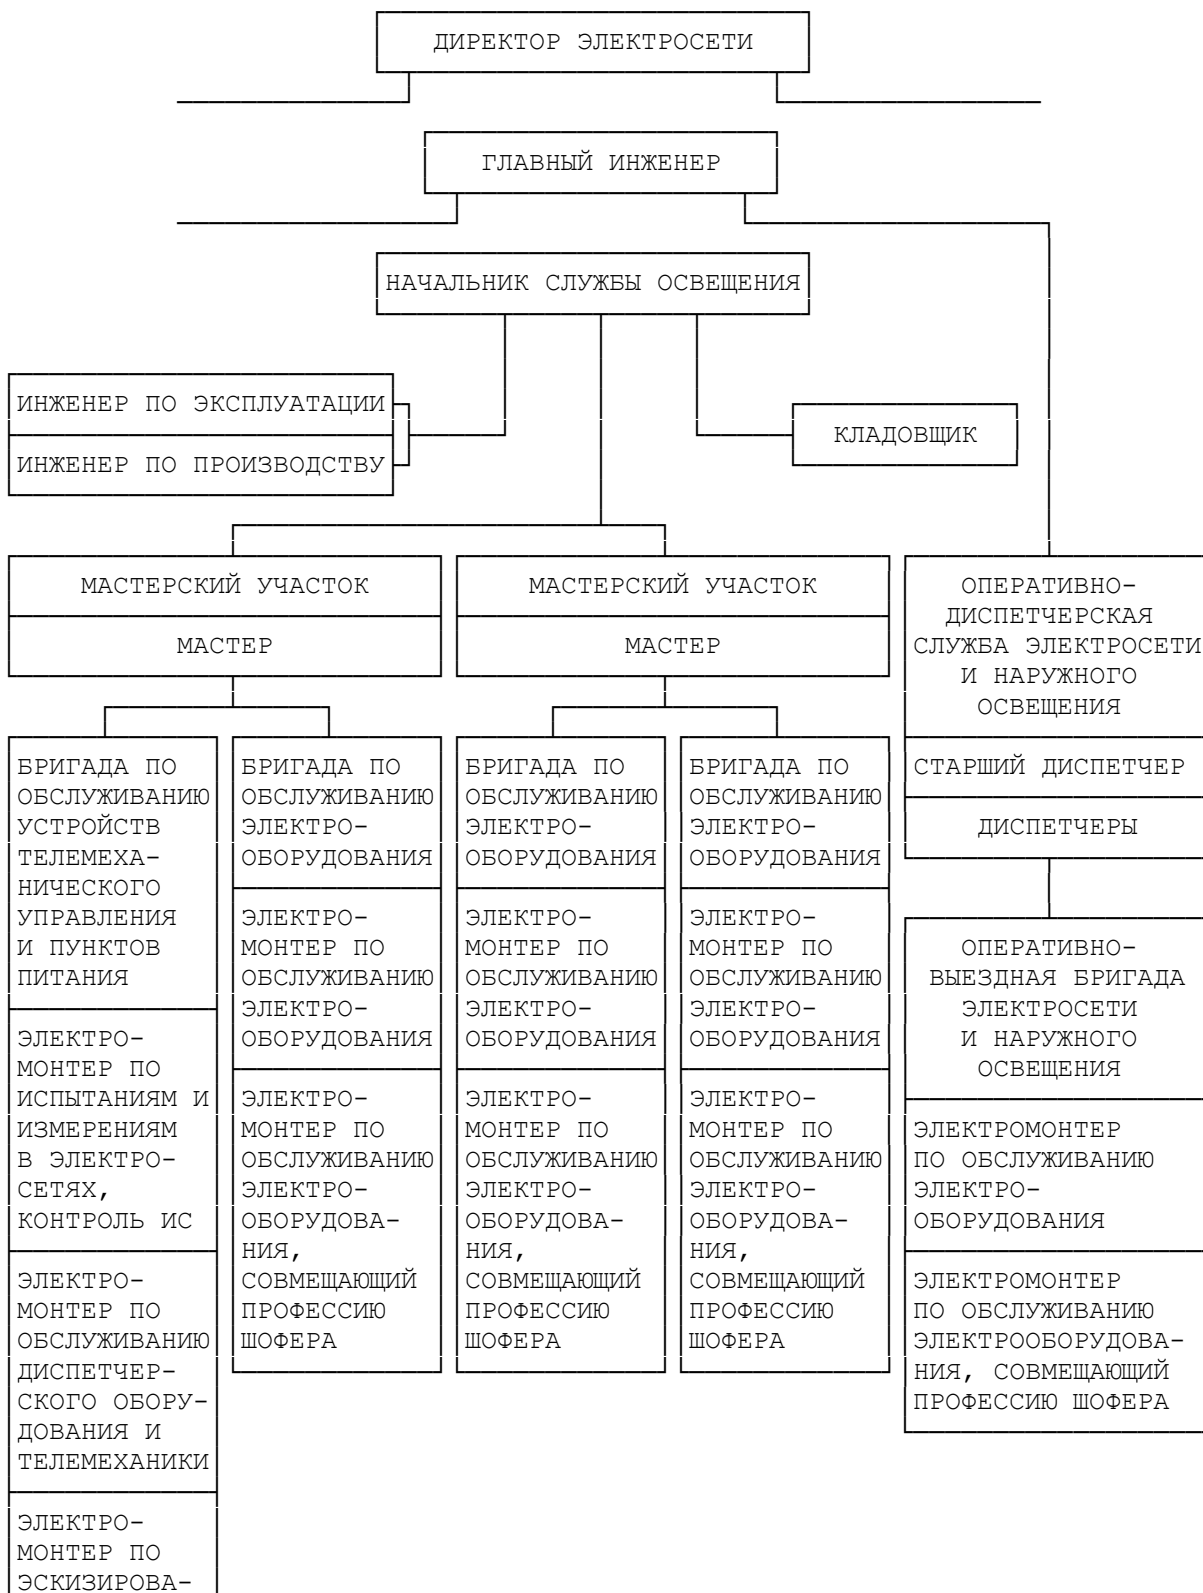 ДИРЕКТОР ЭЛЕКТРОСЕТИ
ГЛАВНЫЙ ИНЖЕНЕР
НАЧАЛЬНИК СЛУЖБЫ ОСВЕЩЕНИЯ
ИНЖЕНЕР ПО ЭКСПЛУАТАЦИИ
ИНЖЕНЕР ПО ПРОИЗВОДСТВУ
КЛАДОВЩИК
МАСТЕРСКИЙ УЧАСТОК
МАСТЕР
БРИГАДА ПО
ОБСЛУЖИВАНИЮ
УСТРОЙСТВ
ТЕЛЕМЕХА-
НИЧЕСКОГО
УПРАВЛЕНИЯ
И ПУНКТОВ
ПИТАНИЯ
ЭЛЕКТРО-
МОНТЕР ПО
ИСПЫТАНИЯМ И
ИЗМЕРЕНИЯМ
В ЭЛЕКТРО-
СЕТЯХ,
КОНТРОЛЬ ИС
ЭЛЕКТРО-
МОНТЕР ПО
ОБСЛУЖИВАНИЮ
ДИСПЕТЧЕР-
СКОГО ОБОРУ-
ДОВАНИЯ И
ТЕЛЕМЕХАНИКИ
ЭЛЕКТРО-
МОНТЕР ПО
ЭСКИЗИРОВА-
БРИГАДА ПО
ОБСЛУЖИВАНИЮ
ЭЛЕКТРО-
ОБОРУДОВАНИЯ
ЭЛЕКТРО-
МОНТЕР ПО
ОБСЛУЖИВАНИЮ
ЭЛЕКТРО-
ОБОРУДОВАНИЯ
ЭЛЕКТРО-
МОНТЕР ПО
ОБСЛУЖИВАНИЮ
ЭЛЕКТРО-
ОБОРУДОВА-
НИЯ,
СОВМЕЩАЮЩИЙ
ПРОФЕССИЮ
ШОФЕРА
МАСТЕРСКИЙ УЧАСТОК
МАСТЕР
БРИГАДА ПО
ОБСЛУЖИВАНИЮ
ЭЛЕКТРО-
ОБОРУДОВАНИЯ
ЭЛЕКТРО-
МОНТЕР ПО
ОБСЛУЖИВАНИЮ
ЭЛЕКТРО-
ОБОРУДОВАНИЯ
ЭЛЕКТРО-
МОНТЕР ПО
ОБСЛУЖИВАНИЮ
ЭЛЕКТРО-
ОБОРУДОВА-
НИЯ,
СОВМЕЩАЮЩИЙ
ПРОФЕССИЮ
ШОФЕРА
БРИГАДА ПО
ОБСЛУЖИВАНИЮ
ЭЛЕКТРО-
ОБОРУДОВАНИЯ
ЭЛЕКТРО-
МОНТЕР ПО
ОБСЛУЖИВАНИЮ
ЭЛЕКТРО-
ОБОРУДОВАНИЯ
ЭЛЕКТРО-
МОНТЕР ПО
ОБСЛУЖИВАНИЮ
ЭЛЕКТРО-
ОБОРУДОВА-
НИЯ,
СОВМЕЩАЮЩИЙ
ПРОФЕССИЮ
ШОФЕРА
ОПЕРАТИВНО-
ДИСПЕТЧЕРСКАЯ
СЛУЖБА ЭЛЕКТРОСЕТИ
И НАРУЖНОГО
ОСВЕЩЕНИЯ
СТАРШИЙ ДИСПЕТЧЕР
ДИСПЕТЧЕРЫ
ОПЕРАТИВНО-
ВЫЕЗДНАЯ БРИГАДА
ЭЛЕКТРОСЕТИ
И НАРУЖНОГО
ОСВЕЩЕНИЯ
ЭЛЕКТРОМОНТЕР
ПО ОБСЛУЖИВАНИЮ
ЭЛЕКТРО-
ОБОРУДОВАНИЯ
ЭЛЕКТРОМОНТЕР
ПО ОБСЛУЖИВАНИЮ
ЭЛЕКТРООБОРУДОВА-
НИЯ, СОВМЕЩАЮЩИЙ
ПРОФЕССИЮ ШОФЕРА